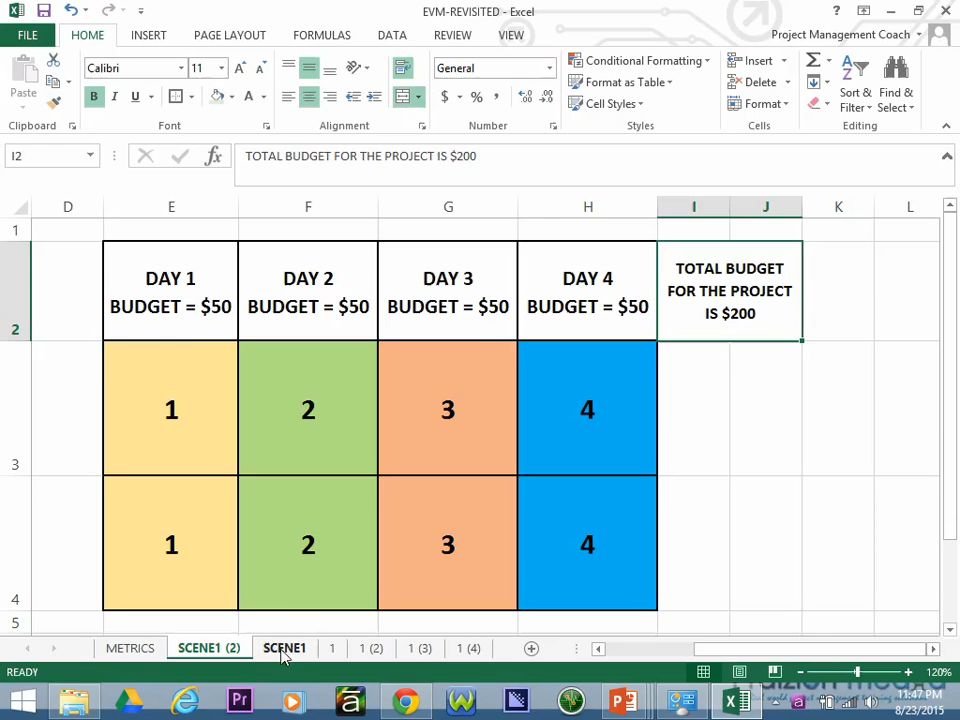 EVM-REVISITED - Excel
FILE HOME INSERT PAGE LAYOUT FORMULAS DATA REVIEW VIEW Project Management Coach
Calibri 11 General Conditional Formatting Insert
Paste Format as Table Delete Sort & Find &
B I U $ % , Cell Styles Format Filter Select
Clipboard Font Alignment Number Styles Cells Editing
I2 fx TOTAL BUDGET FOR THE PROJECT IS $200
D E F G H I J K L
1
2
DAY 1
BUDGET = $50
DAY 2
BUDGET = $50
DAY 3
BUDGET = $50
DAY 4
BUDGET = $50
TOTAL BUDGET
FOR THE PROJECT
IS $200
3
1 2 3 4
4
1 2 3 4
5
METRICS SCENE1 (2) SCENE1 1 1 (2) 1 (3) 1 (4)
READY 120%
11:47 PM
8/23/2015